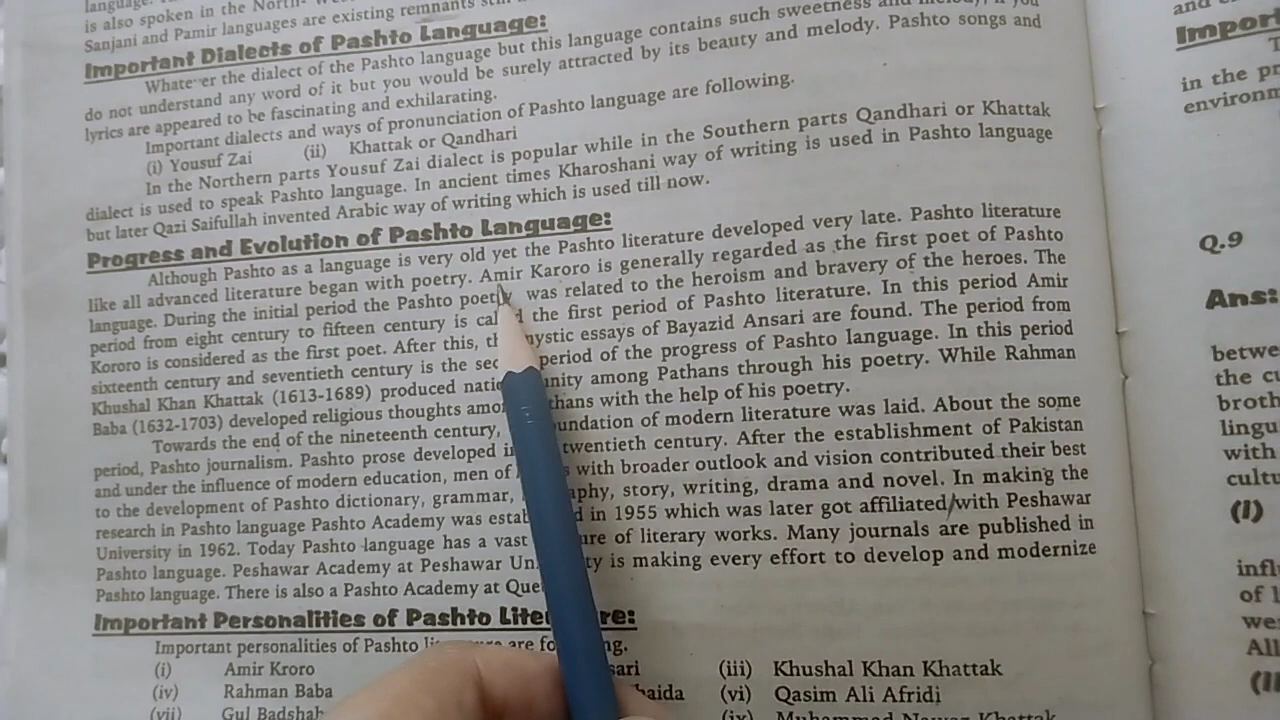 language.
is also spoken in the North-
Sanjani and Pamir languages are existing remnants still
Important Dialects of Pashto Language:
Whatever the dialect of the Pashto language but this language contains such sweetness and melody, if you
do not understand any word of it but you would be surely attracted by its beauty and melody. Pashto songs and
lyrics are appeared to be fascinating and exhilarating.
Important dialects and ways of pronunciation of Pashto language are following.
(i) Yousuf Zai (ii) Khattak or Qandhari
In the Northern parts Yousuf Zai dialect is popular while in the Southern parts Qandhari or Khattak
dialect is used to speak Pashto language. In ancient times Kharoshani way of writing is used in Pashto language
but later Qazi Saifullah invented Arabic way of writing which is used till now.
Progress and Evolution of Pashto Language:
Although Pashto as a language is very old yet the Pashto literature developed very late. Pashto literature
like all advanced literature began with poetry. Amir Karoro is generally regarded as the first poet of Pashto
language. During the initial period the Pashto poetry was related to the heroism and bravery of the heroes. The
period from eight century to fifteen century is called the first period of Pashto literature. In this period Amir
Kororo is considered as the first poet. After this, the mystic essays of Bayazid Ansari are found. The period from
sixteenth century and seventieth century is the sec period of the progress of Pashto language. In this period
Khushal Khan Khattak (1613-1689) produced natio unity among Pathans through his poetry. While Rahman
Baba (1632-1703) developed religious thoughts amo thans with the help of his poetry.
Towards the end of the nineteenth century, undation of modern literature was laid. About the some
period, Pashto journalism. Pashto prose developed in twentieth century. After the establishment of Pakistan
and under the influence of modern education, men of with broader outlook and vision contributed their best
to the development of Pashto dictionary, grammar, aphy, story, writing, drama and novel. In making the
research in Pashto language Pashto Academy was estab d in 1955 which was later got affiliated with Peshawar
University in 1962. Today Pashto language has a vast ure of literary works. Many journals are published in
Pashto language. Peshawar Academy at Peshawar Un ty is making every effort to develop and modernize
Pashto language. There is also a Pashto Academy at Que
Important Personalities of Pashto Lite re:
Important personalities of Pashto are fo ng.
(i) Amir Kroro sari (iii) Khushal Khan Khattak
(iv) Rahman Baba haida (vi) Qasim Ali Afridi
(vii) Gul Badshah (ix) Muhammad Nawaz Khattak
and
Impor
in the pr
environm
Q.9
Ans:
betwe
the cu
broth
lingu
with
cultu
(I)
infl
of l
we
All
(II